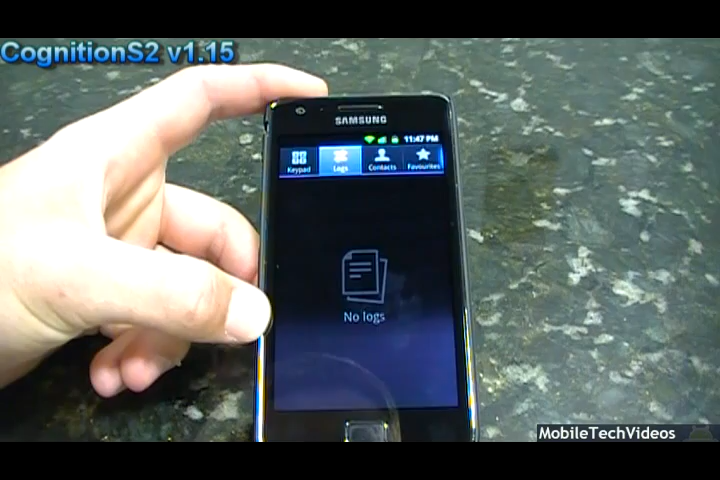 CognitionS2 v1.15
SAMSUNG
11:47 PM
Keypad Logs Contacts Favourites
No logs
MobileTechVideos